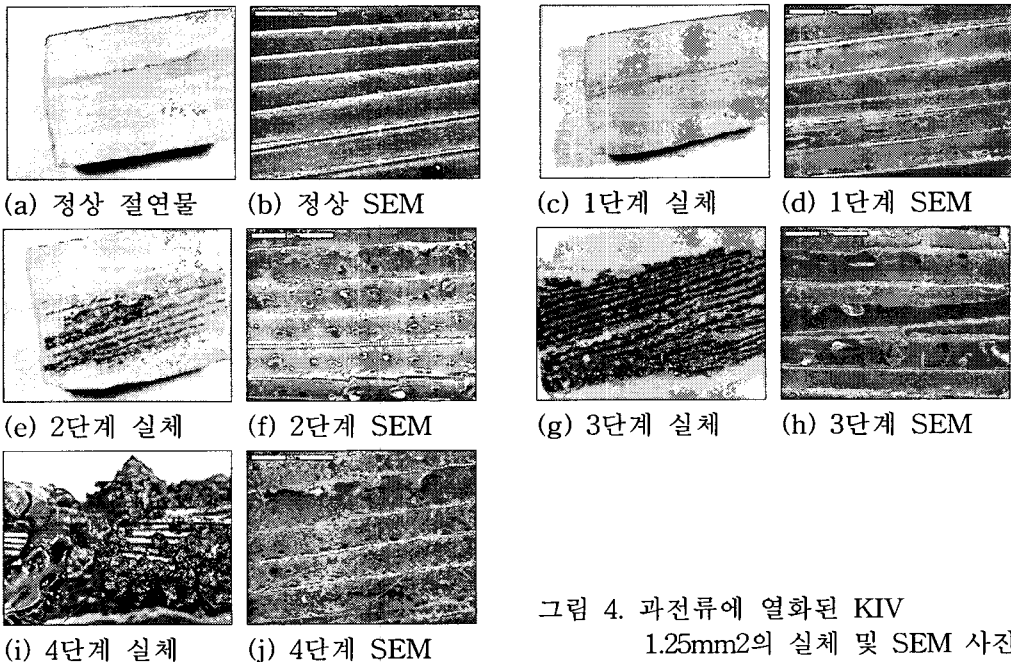 (a) 정상 절연물
(b) 정상 SEM
(c) 1단계 실체
(d) 1단계 SEM
(e) 2단계 실체
(f) 2단계 SEM
(g) 3단계 실체
(h) 3단계 SEM
(i) 4단계 실체
(j) 4단계 SEM
그림 4. 과전류에 열화된 KIV
1.25mm2의 실체 및 SEM 사진